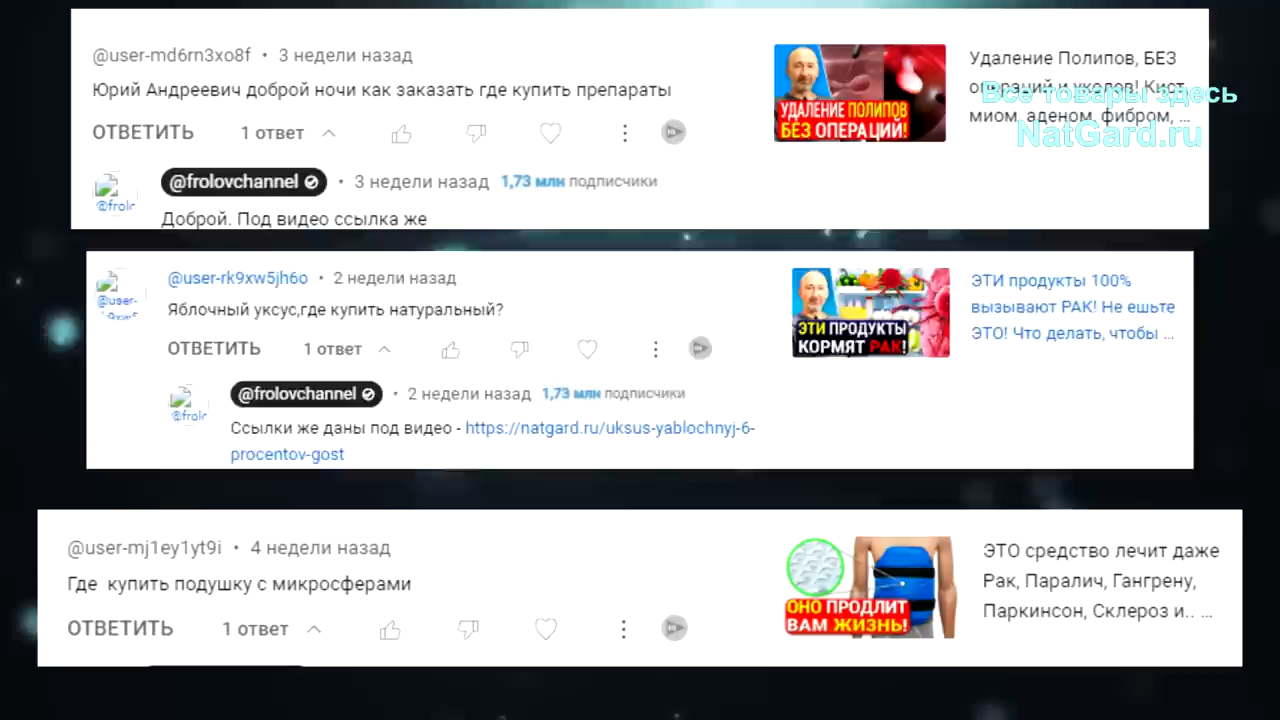 @user-md6rn3xo8f • 3 недели назад
Юрий Андреевич доброй ночи как заказать где купить препараты
ОТВЕТИТЬ 1 ответ
УДАЛЕНИЕ ПОЛИПОВ
БЕЗ ОПЕРАЦИЙ!
Удаление Полипов, БЕЗ
операций и уколов! Кист,
миом, аденом, фибром, ...
Все товары здесь
NatGard.ru
@frolovchannel • 3 недели назад 1,73 млн подписчики
@frolc
Доброй. Под видео ссылка же
@user-rk9xw5jh6o • 2 недели назад
@user-
Яблочный уксус,где купить натуральный?
ОТВЕТИТЬ 1 ответ
ЭТИ ПРОДУКТЫ
КОРМЯТ РАК!
ЭТИ продукты 100%
вызывают РАК! Не ешьте
ЭТО! Что делать, чтобы ...
@frolovchannel • 2 недели назад 1,73 млн подписчики
@frolc
Ссылки же даны под видео - https://natgard.ru/uksus-yablochnyj-6-
procentov-gost
@user-mj1ey1yt9i • 4 недели назад
Где купить подушку с микросферами
ОТВЕТИТЬ 1 ответ
ОНО ПРОДЛИТ
ВАМ ЖИЗНЬ!
ЭТО средство лечит даже
Рак, Паралич, Гангрену,
Паркинсон, Склероз и.. ...